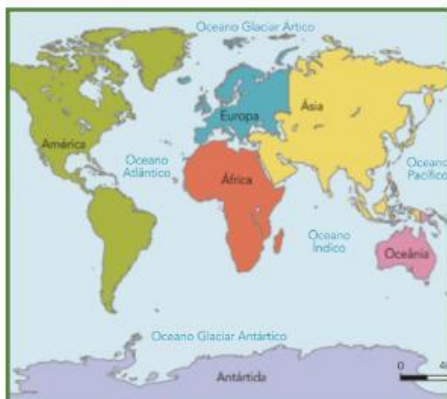 Oceano Glaciar Ártico
Europa
Ásia
América
Oceano
Atlântico
Oceano
Pacífico
África
Oceano
Índico
Oceânia
Oceano Glaciar Antártico
Antártida
0